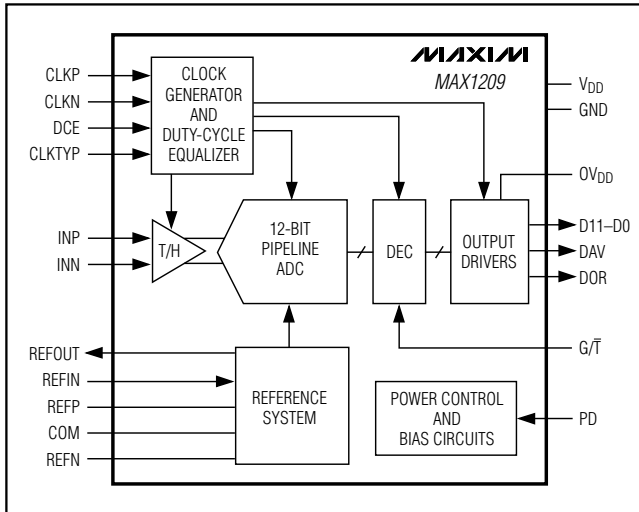 MAXIM
MAX1209
CLKP
CLKN
DCE
CLKTYP
CLOCK
GENERATOR
AND
DUTY-CYCLE
EQUALIZER
VDD
GND
OVDD
INP
INN
T/H
12-BIT
PIPELINE
ADC
DEC
OUTPUT
DRIVERS
D11–D0
DAV
DOR
G/T̅
REFOUT
REFIN
REFP
COM
REFN
REFERENCE
SYSTEM
POWER CONTROL
AND
BIAS CIRCUITS
PD